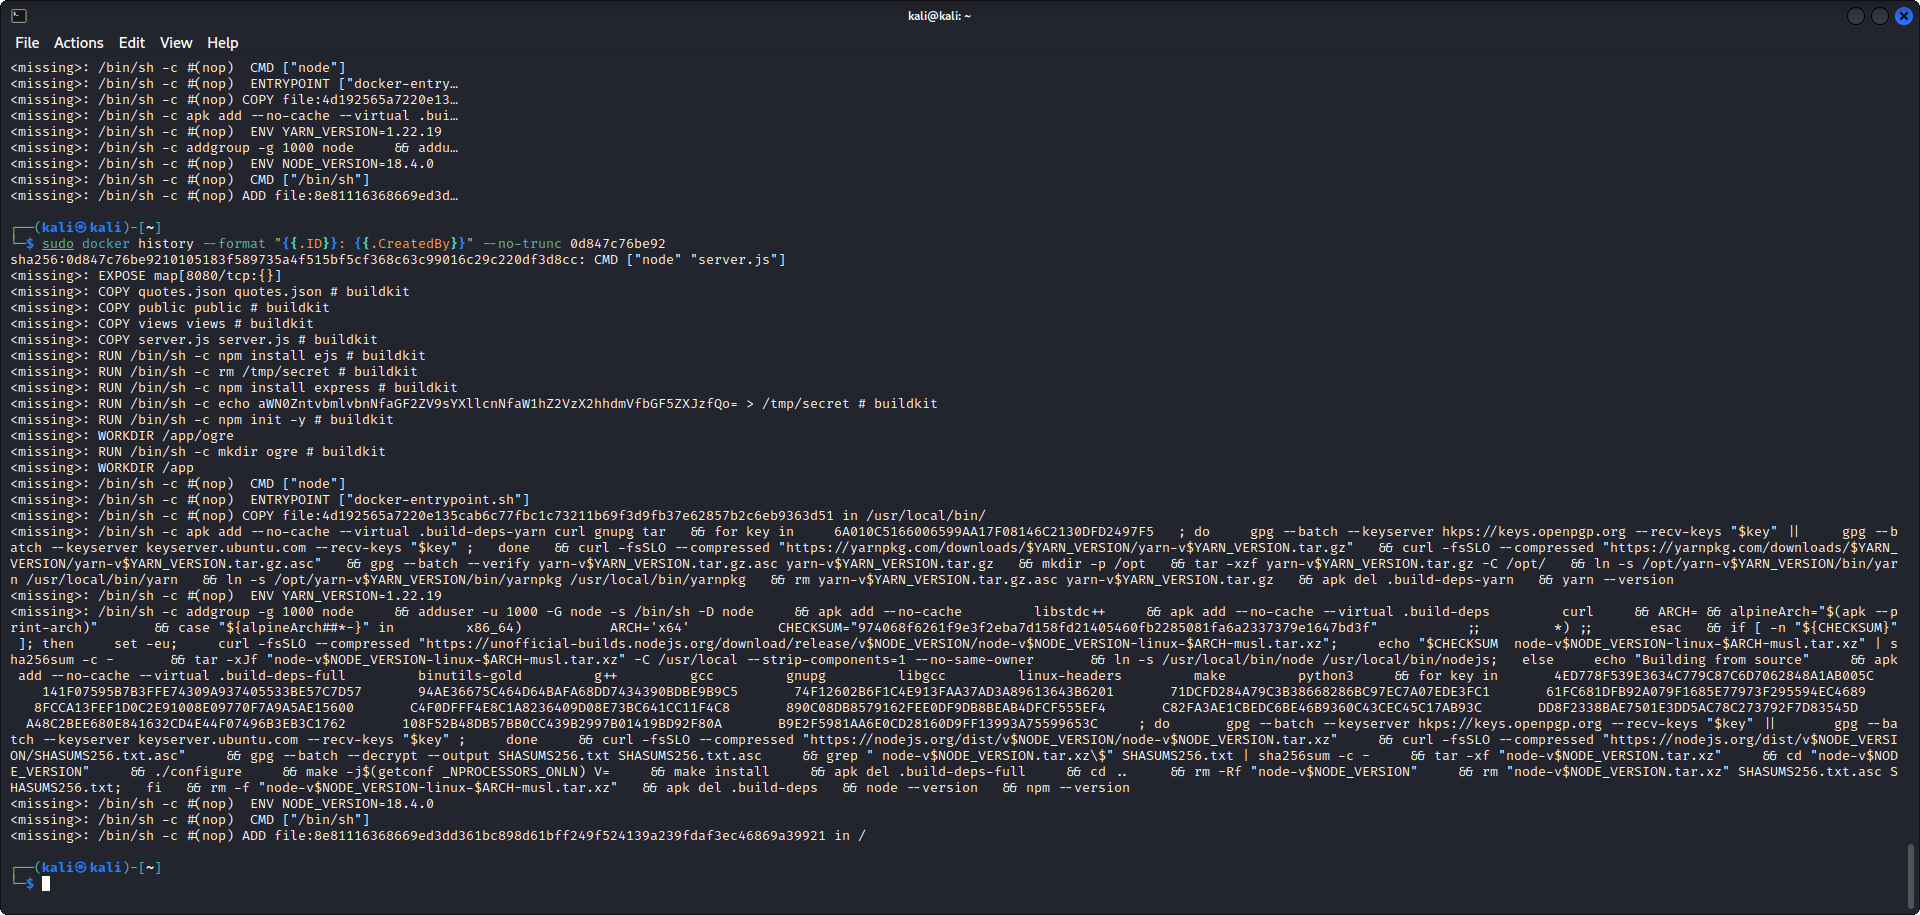 kali@kali: ~
File Actions Edit View Help
<missing>: /bin/sh -c #(nop)  CMD ["node"]
<missing>: /bin/sh -c #(nop)  ENTRYPOINT ["docker-entry…
<missing>: /bin/sh -c #(nop) COPY file:4d192565a7220e13…
<missing>: /bin/sh -c apk add --no-cache --virtual .bui…
<missing>: /bin/sh -c #(nop)  ENV YARN_VERSION=1.22.19
<missing>: /bin/sh -c addgroup -g 1000 node     && addu…
<missing>: /bin/sh -c #(nop)  ENV NODE_VERSION=18.4.0
<missing>: /bin/sh -c #(nop)  CMD ["/bin/sh"]
<missing>: /bin/sh -c #(nop) ADD file:8e81116368669ed3d…
┌──(kali㉿kali)-[~]
└─$ sudo docker history --format "{{.ID}}: {{.CreatedBy}}" --no-trunc 0d847c76be92
sha256:0d847c76be9210105183f589735a4f515bf5cf368c63c99016c29c220df3d8cc: CMD ["node" "server.js"]
<missing>: EXPOSE map[8080/tcp:{}]
<missing>: COPY quotes.json quotes.json # buildkit
<missing>: COPY public public # buildkit
<missing>: COPY views views # buildkit
<missing>: COPY server.js server.js # buildkit
<missing>: RUN /bin/sh -c npm install ejs # buildkit
<missing>: RUN /bin/sh -c rm /tmp/secret # buildkit
<missing>: RUN /bin/sh -c npm install express # buildkit
<missing>: RUN /bin/sh -c echo aWN0ZntvbmlvbnNfaGF2ZV9sYXllcnNfaW1hZ2VzX2hhdmVfbGF5ZXJzfQo= > /tmp/secret # buildkit
<missing>: RUN /bin/sh -c npm init -y # buildkit
<missing>: WORKDIR /app/ogre
<missing>: RUN /bin/sh -c mkdir ogre # buildkit
<missing>: WORKDIR /app
<missing>: /bin/sh -c #(nop)  CMD ["node"]
<missing>: /bin/sh -c #(nop)  ENTRYPOINT ["docker-entrypoint.sh"]
<missing>: /bin/sh -c #(nop) COPY file:4d192565a7220e135cab6c77fbc1c73211b69f3d9fb37e62857b2c6eb9363d51 in /usr/local/bin/
<missing>: /bin/sh -c apk add --no-cache --virtual .build-deps-yarn curl gnupg tar   && for key in     6A010C5166006599AA17F08146C2130DFD2497F5   ; do     gpg --batch --keyserver hkps://keys.openpgp.org --recv-keys "$key" ||     gpg --b
atch --keyserver keyserver.ubuntu.com --recv-keys "$key" ;   done   && curl -fsSLO --compressed "https://yarnpkg.com/downloads/$YARN_VERSION/yarn-v$YARN_VERSION.tar.gz"   && curl -fsSLO --compressed "https://yarnpkg.com/downloads/$YARN_
VERSION/yarn-v$YARN_VERSION.tar.gz.asc"   && gpg --batch --verify yarn-v$YARN_VERSION.tar.gz.asc yarn-v$YARN_VERSION.tar.gz   && mkdir -p /opt   && tar -xzf yarn-v$YARN_VERSION.tar.gz -C /opt/   && ln -s /opt/yarn-v$YARN_VERSION/bin/yar
n /usr/local/bin/yarn   && ln -s /opt/yarn-v$YARN_VERSION/bin/yarnpkg /usr/local/bin/yarnpkg   && rm yarn-v$YARN_VERSION.tar.gz.asc yarn-v$YARN_VERSION.tar.gz   && apk del .build-deps-yarn   && yarn --version
<missing>: /bin/sh -c #(nop)  ENV YARN_VERSION=1.22.19
<missing>: /bin/sh -c addgroup -g 1000 node     && adduser -u 1000 -G node -s /bin/sh -D node     && apk add --no-cache         libstdc++     && apk add --no-cache --virtual .build-deps         curl     && ARCH= && alpineArch="$(apk --p
rint-arch)"       && case "${alpineArch##*-}" in         x86_64)           ARCH='x64'             CHECKSUM="974068f6261f9e3f2eba7d158fd21405460fb2285081fa6a2337379e1647bd3f"           ;;         *) ;;       esac   && if [ -n "${CHECKSUM}"
 ]; then     set -eu;     curl -fsSLO --compressed "https://unofficial-builds.nodejs.org/download/release/v$NODE_VERSION/node-v$NODE_VERSION-linux-$ARCH-musl.tar.xz";     echo "$CHECKSUM  node-v$NODE_VERSION-linux-$ARCH-musl.tar.xz" | s
ha256sum -c -       && tar -xJf "node-v$NODE_VERSION-linux-$ARCH-musl.tar.xz" -C /usr/local --strip-components=1 --no-same-owner       && ln -s /usr/local/bin/node /usr/local/bin/nodejs;   else     echo "Building from source"     && apk
 add --no-cache --virtual .build-deps-full         binutils-gold         g++         gcc         gnupg         libgcc         linux-headers         make         python3     && for key in       4ED778F539E3634C779C87C6D7062848A1AB005C
    141F07595B7B3FFE74309A937405533BE57C7D57       94AE36675C464D64BAFA68DD7434390BDBE9B9C5       74F12602B6F1C4E913FAA37AD3A89613643B6201       71DCFD284A79C3B38668286BC97EC7A07EDE3FC1       61FC681DFB92A079F1685E77973F295594EC4689
   8FCCA13FEF1D0C2E91008E09770F7A9A5AE15600       C4F0DFFF4E8C1A8236409D08E73BC641CC11F4C8       890C08DB8579162FEE0DF9DB8BEAB4DFCF555EF4       C82FA3AE1CBEDC6BE46B9360C43CEC45C17AB93C       DD8F2338BAE7501E3DD5AC78C273792F7D83545D
  A48C2BEE680E841632CD4E44F07496B3EB3C1762       108F52B48DB57BB0CC439B2997B01419BD92F80A       B9E2F5981AA6E0CD28160D9FF13993A75599653C     ; do       gpg --batch --keyserver hkps://keys.openpgp.org --recv-keys "$key" ||       gpg --ba
tch --keyserver keyserver.ubuntu.com --recv-keys "$key" ;     done     && curl -fsSLO --compressed "https://nodejs.org/dist/v$NODE_VERSION/node-v$NODE_VERSION.tar.xz"     && curl -fsSLO --compressed "https://nodejs.org/dist/v$NODE_VERSI
ON/SHASUMS256.txt.asc"     && gpg --batch --decrypt --output SHASUMS256.txt SHASUMS256.txt.asc     && grep " node-v$NODE_VERSION.tar.xz\$" SHASUMS256.txt | sha256sum -c -     && tar -xf "node-v$NODE_VERSION.tar.xz"     && cd "node-v$NOD
E_VERSION"     && ./configure     && make -j$(getconf _NPROCESSORS_ONLN) V=     && make install     && apk del .build-deps-full     && cd ..     && rm -Rf "node-v$NODE_VERSION"     && rm "node-v$NODE_VERSION.tar.xz" SHASUMS256.txt.asc S
HASUMS256.txt;   fi   && rm -f "node-v$NODE_VERSION-linux-$ARCH-musl.tar.xz"   && apk del .build-deps   && node --version   && npm --version
<missing>: /bin/sh -c #(nop)  ENV NODE_VERSION=18.4.0
<missing>: /bin/sh -c #(nop)  CMD ["/bin/sh"]
<missing>: /bin/sh -c #(nop) ADD file:8e81116368669ed3dd361bc898d61bff249f524139a239fdaf3ec46869a39921 in /
┌──(kali㉿kali)-[~]
└─$